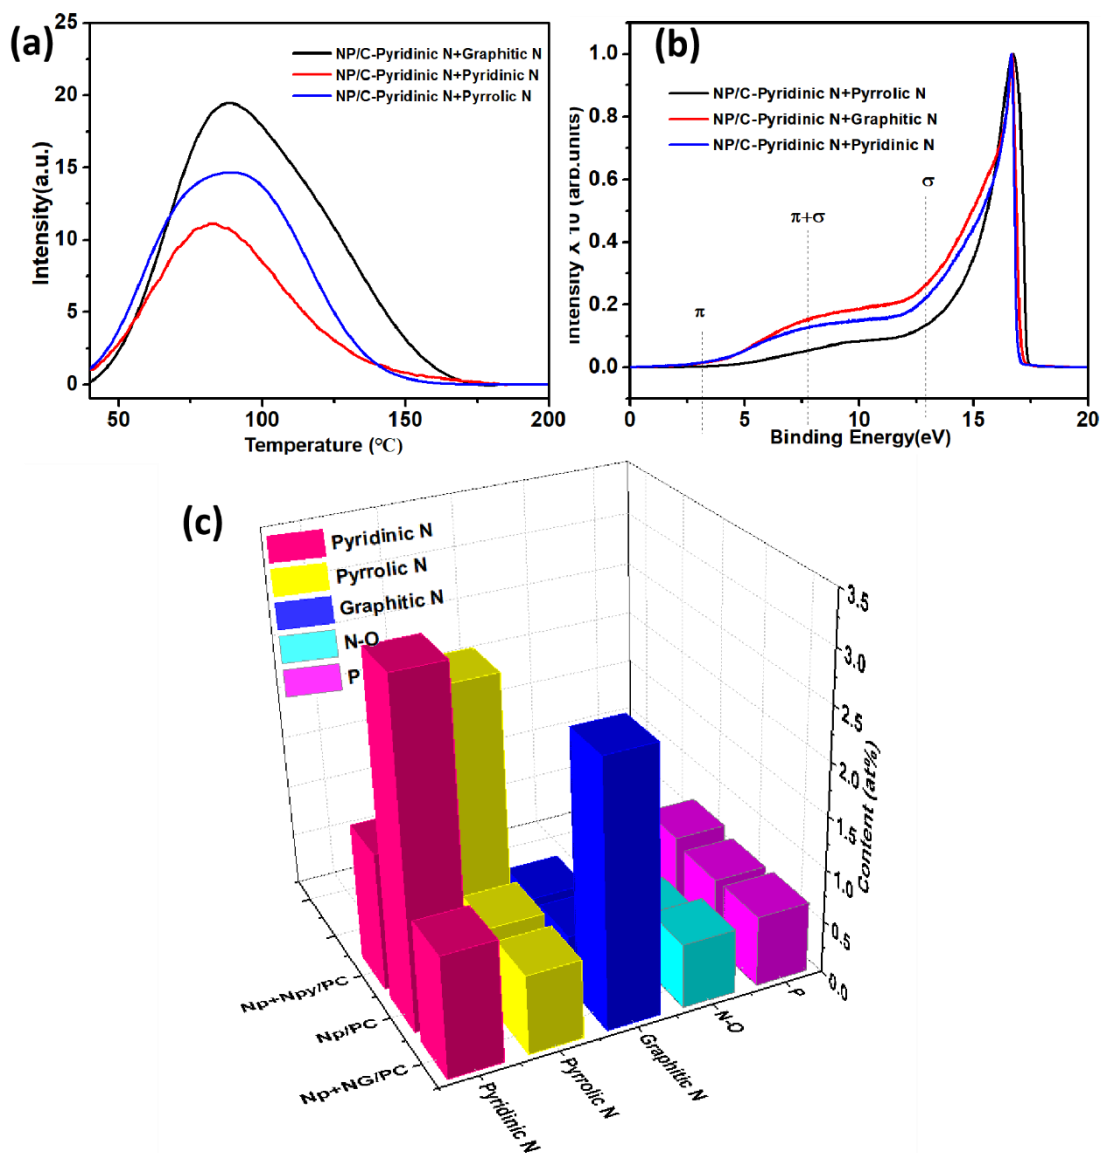 (a)
25
20
15
10
5
0
Intensity(a.u.)
NP/C-Pyridinic N+Graphitic N
NP/C-Pyridinic N+Pyridinic N
NP/C-Pyridinic N+Pyrrolic N
50
100
150
200
Temperature (℃)
(b)
1.0
0.8
0.6
0.4
0.2
0.0
Intensity X 10 (arb.units)
NP/C-Pyridinic N+Pyrrolic N
NP/C-Pyridinic N+Graphitic N
NP/C-Pyridinic N+Pyridinic N
π
π+σ
σ
0
5
10
15
20
Binding Energy(eV)
(c)
Pyridinic N
Pyrrolic N
Graphitic N
N-O
P
3.5
3.0
2.5
2.0
1.5
1.0
0.5
0.0
Content (at%)
Np+Npy/PC
Np/PC
Np+NG/PC
Pyridinic N
Pyrrolic N
Graphitic N
N-O
P